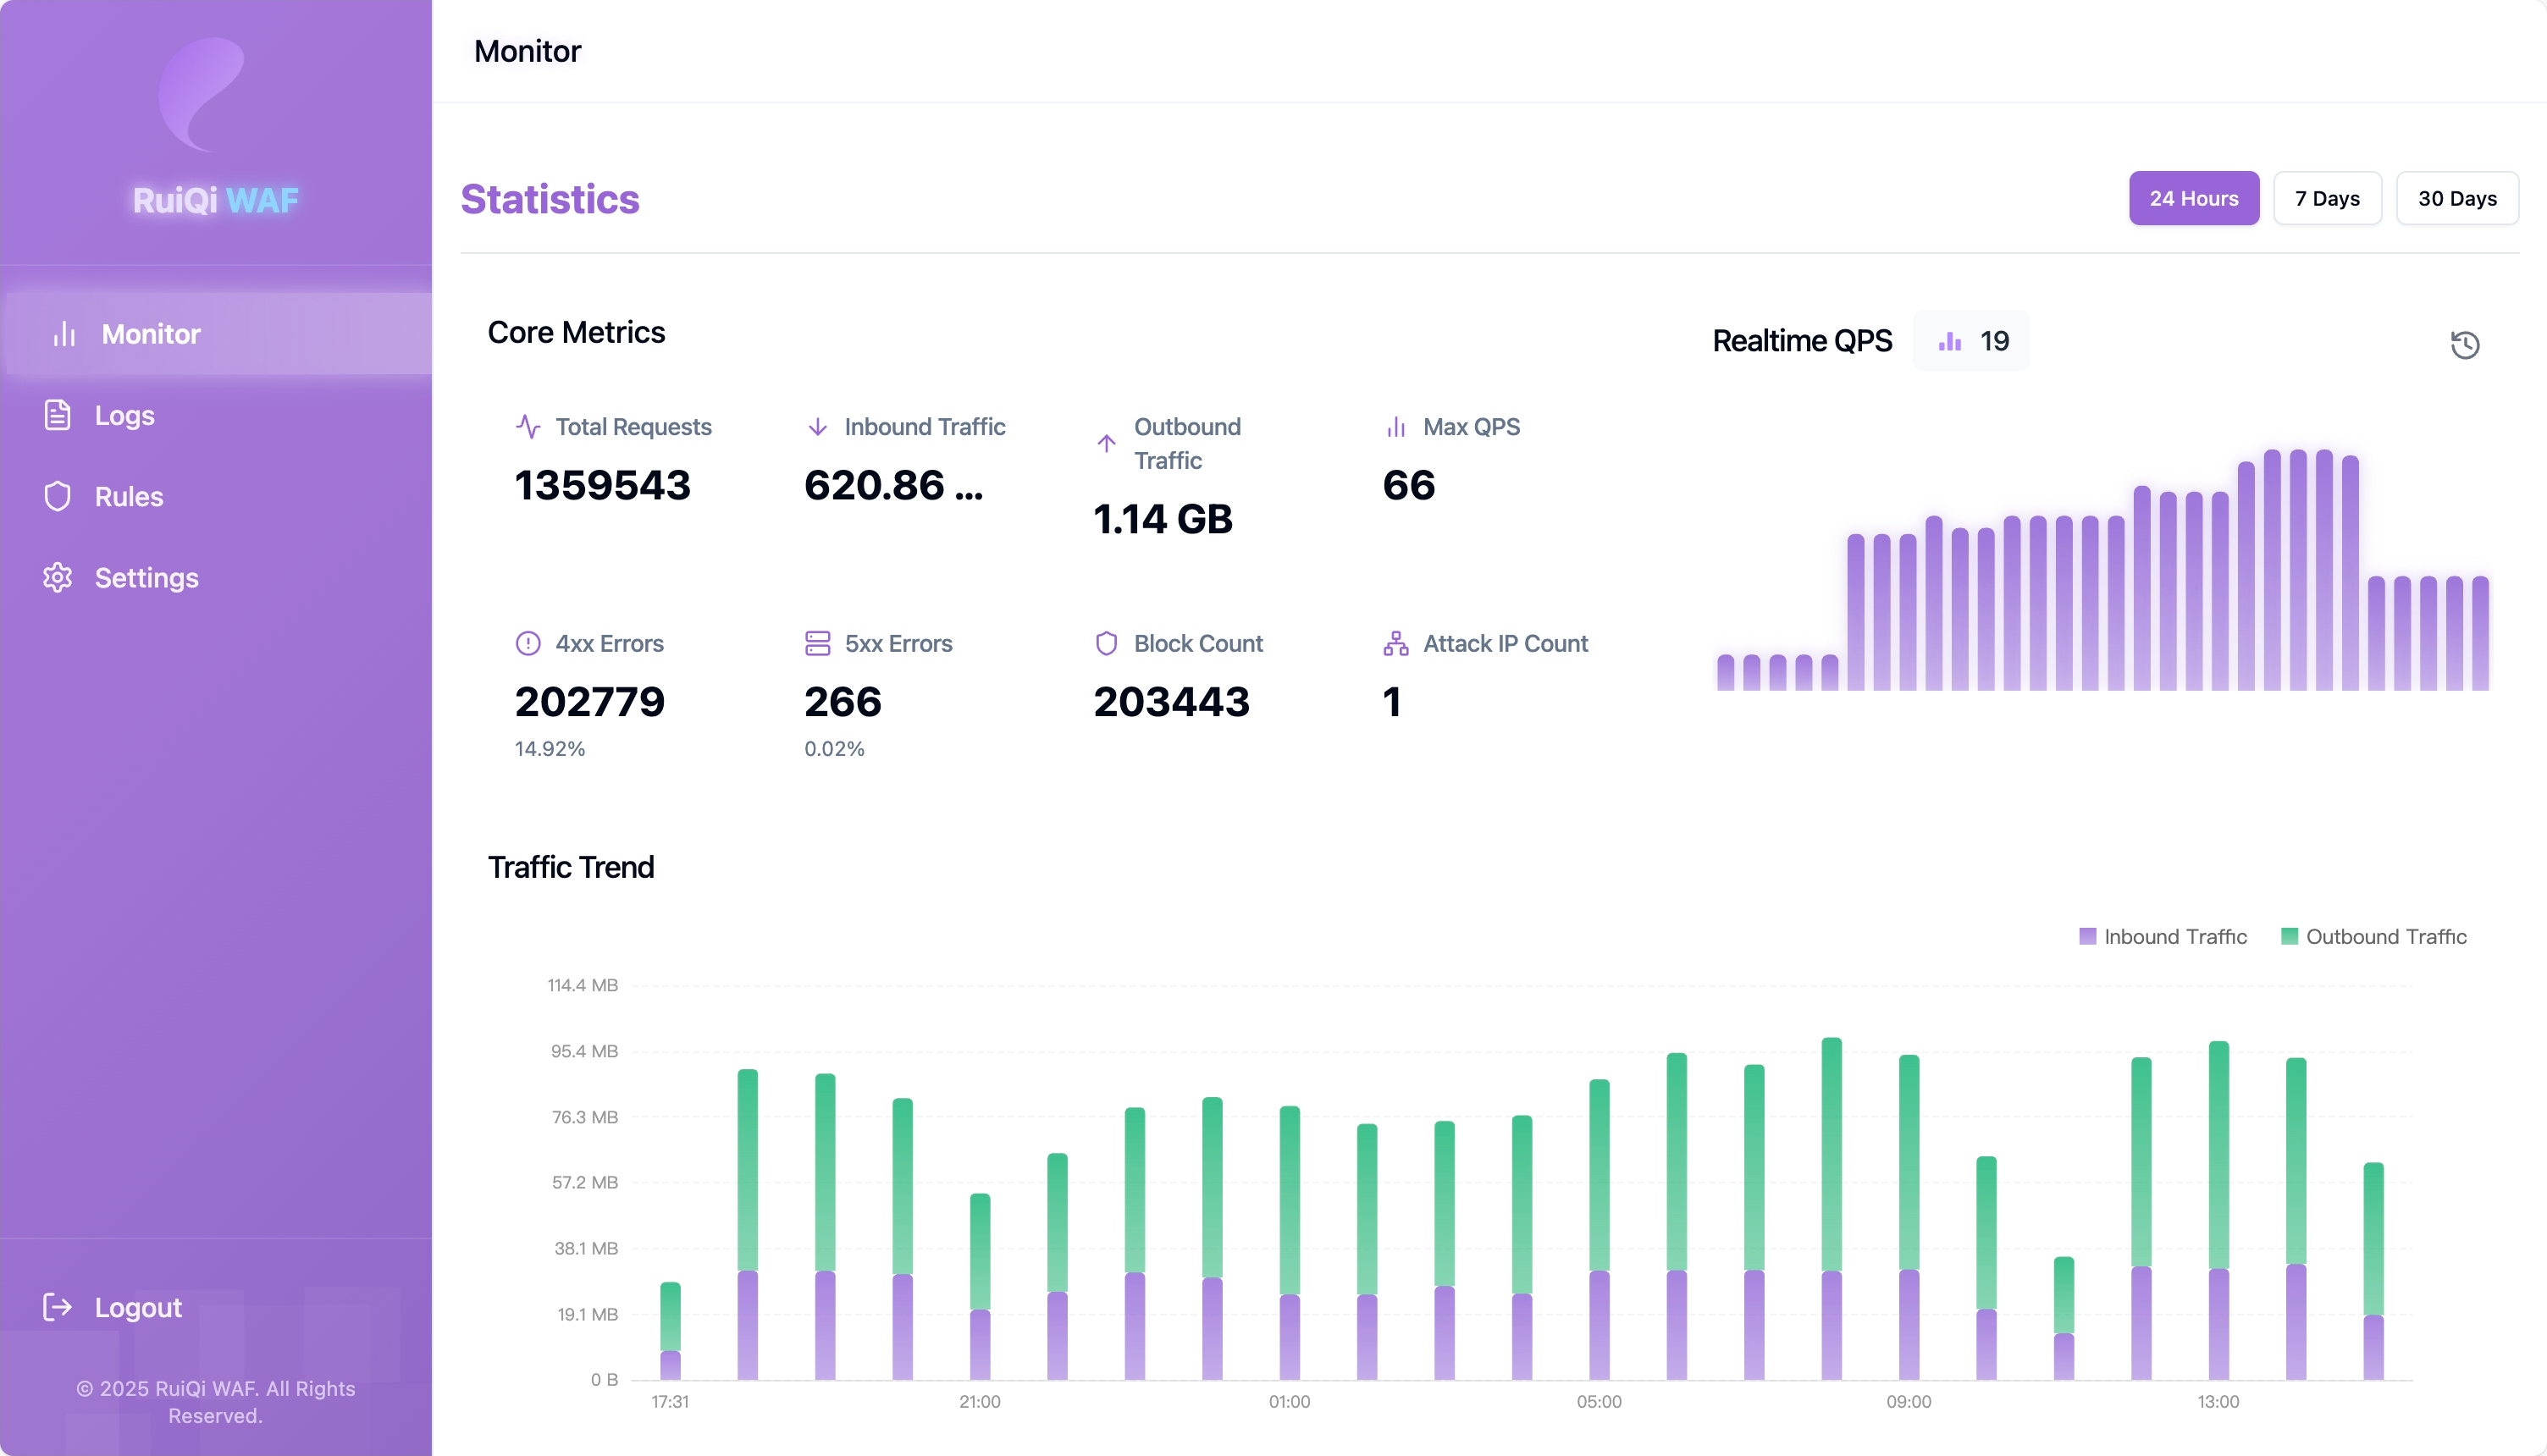 RuiQi WAF
Monitor
Logs
Rules
Settings
Logout
© 2025 RuiQi WAF. All Rights
Reserved.
Monitor
Statistics
24 Hours
7 Days
30 Days
Core Metrics
Total Requests
1359543
Inbound Traffic
620.86 ...
Outbound
Traffic
1.14 GB
Max QPS
66
4xx Errors
202779
14.92%
5xx Errors
266
0.02%
Block Count
203443
Attack IP Count
1
Realtime QPS
19
Traffic Trend
Inbound Traffic
Outbound Traffic
114.4 MB
95.4 MB
76.3 MB
57.2 MB
38.1 MB
19.1 MB
0 B
17:31
21:00
01:00
05:00
09:00
13:00